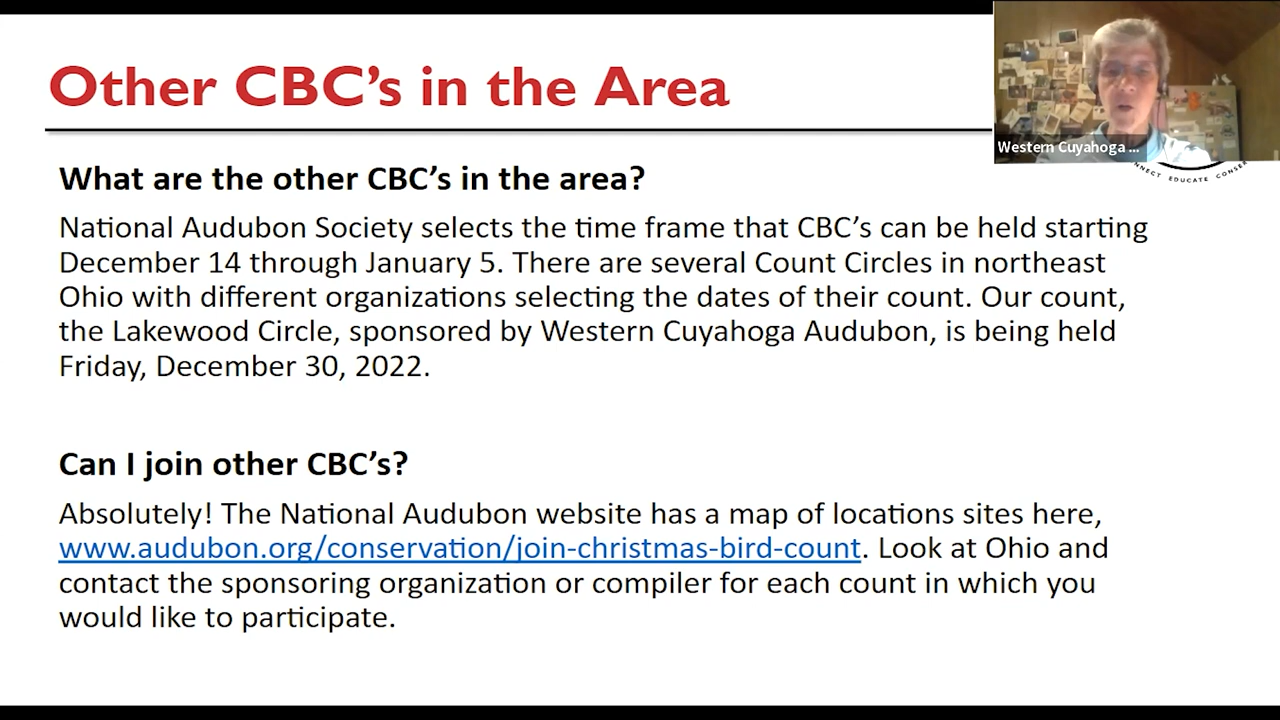 Other CBC's in the Area
Western Cuyahoga ...
EDUCATE
What are the other CBC's in the area?
National Audubon Society selects the time frame that CBC's can be held starting
December 14 through January 5. There are several Count Circles in northeast
Ohio with different organizations selecting the dates of their count. Our count,
the Lakewood Circle, sponsored by Western Cuyahoga Audubon, is being held
Friday, December 30, 2022.
Can I join other CBC's?
Absolutely! The National Audubon website has a map of locations sites here,
www.audubon.org/conservation/join-christmas-bird-count. Look at Ohio and
contact the sponsoring organization or compiler for each count in which you
would like to participate.